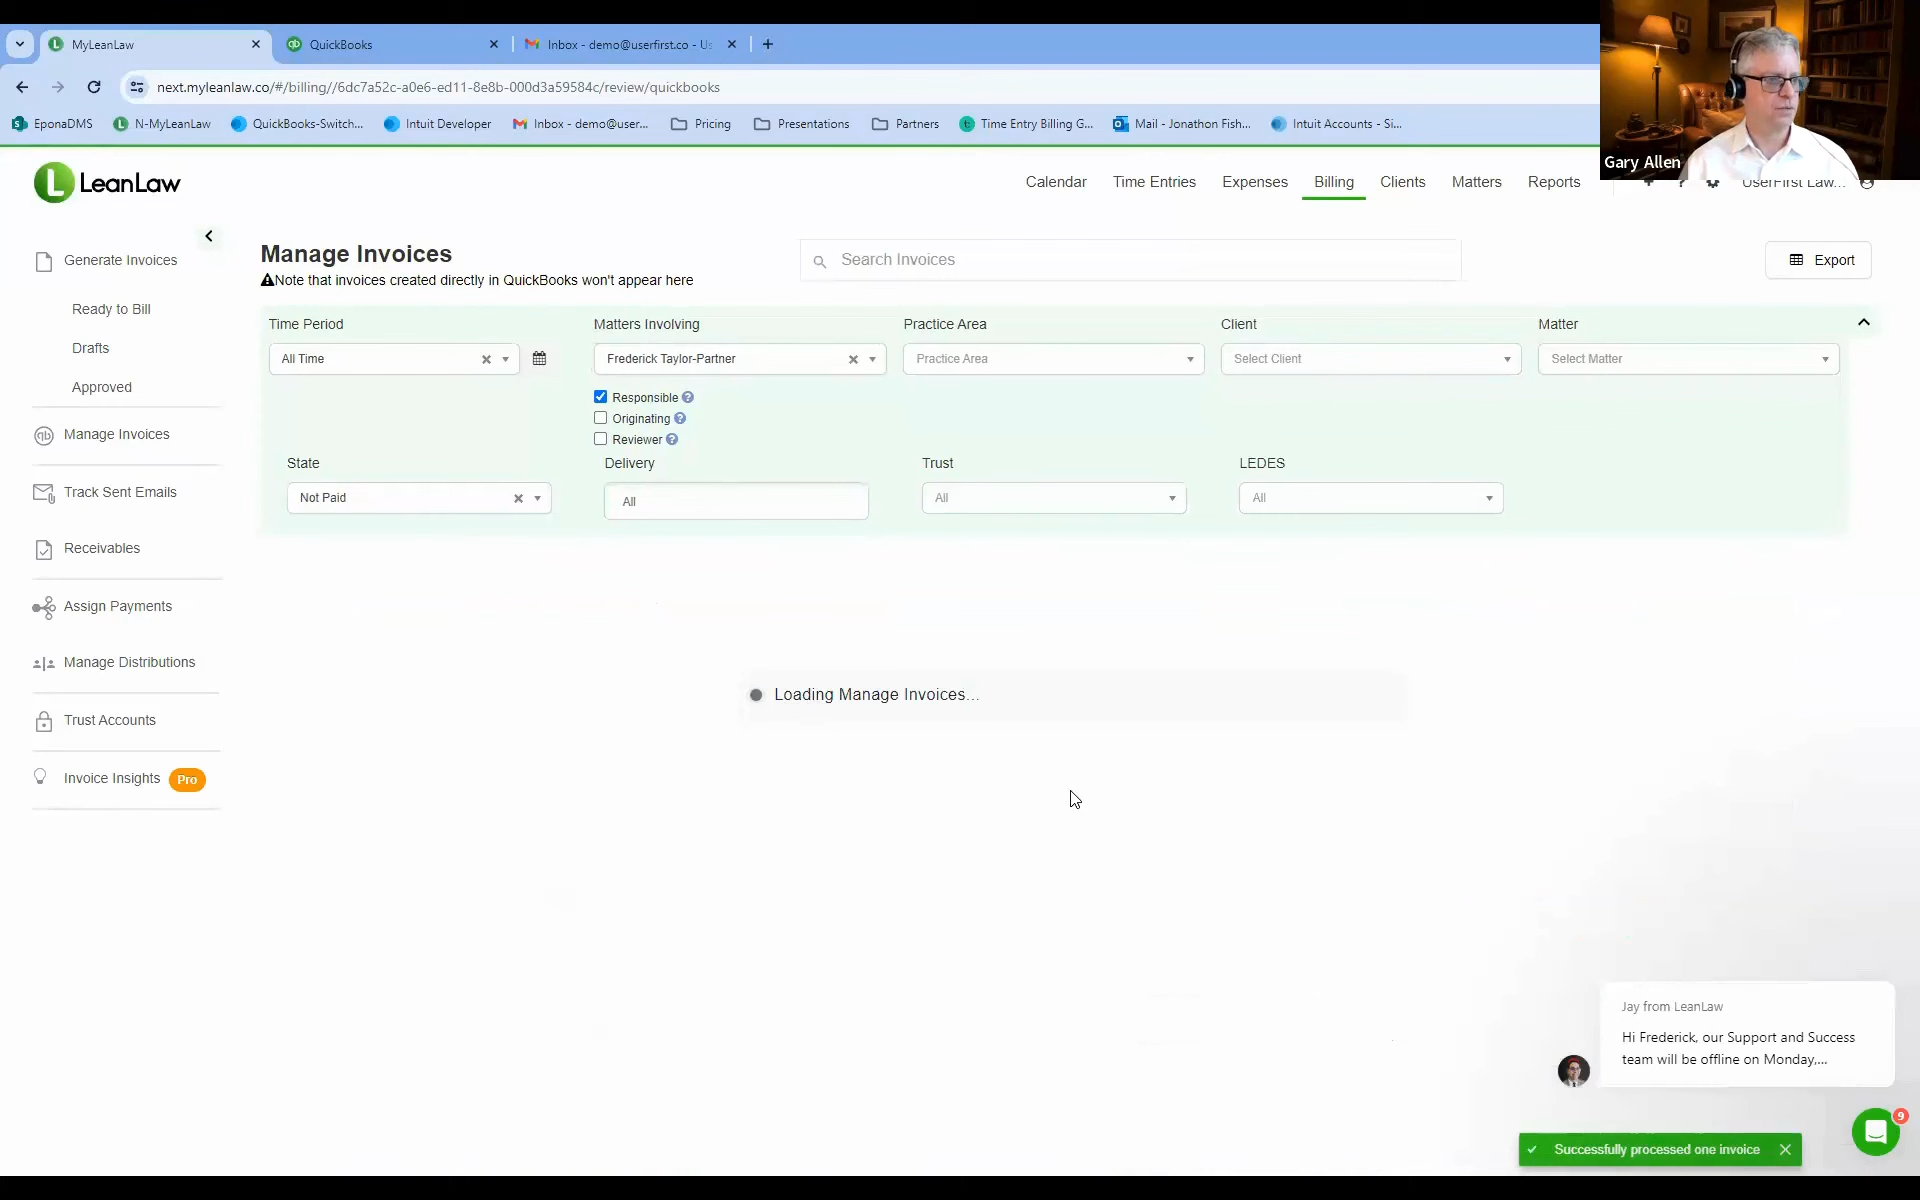 MyLeanLaw
QuickBooks
Inbox - demo@userfirst.co - Us
next.myleanlaw.co/#/billing//6dc7a52c-a0e6-ed11-8e8b-000d3a59584c/review/quickbooks
EponaDMS
N-MyLeanLaw
QuickBooks-Switch...
Intuit Developer
Inbox - demo@user...
Pricing
Presentations
Partners
Time Entry Billing G...
Mail - Jonathon Fish...
Intuit Accounts - Si...
Gary Allen
LeanLaw
Calendar
Time Entries
Expenses
Billing
Clients
Matters
Reports
UserFirst Law...
Generate Invoices
Ready to Bill
Drafts
Approved
Manage Invoices
Track Sent Emails
Receivables
Assign Payments
Manage Distributions
Trust Accounts
Invoice Insights Pro
Manage Invoices
Note that invoices created directly in QuickBooks won't appear here
Search Invoices
Export
Time Period
Matters Involving
Practice Area
Client
Matter
All Time
Frederick Taylor-Partner
Practice Area
Select Client
Select Matter
Responsible
Originating
Reviewer
State
Delivery
Trust
LEDES
Not Paid
All
All
All
Loading Manage Invoices...
Jay from LeanLaw
Hi Frederick, our Support and Success
team will be offline on Monday,...
9
Successfully processed one invoice